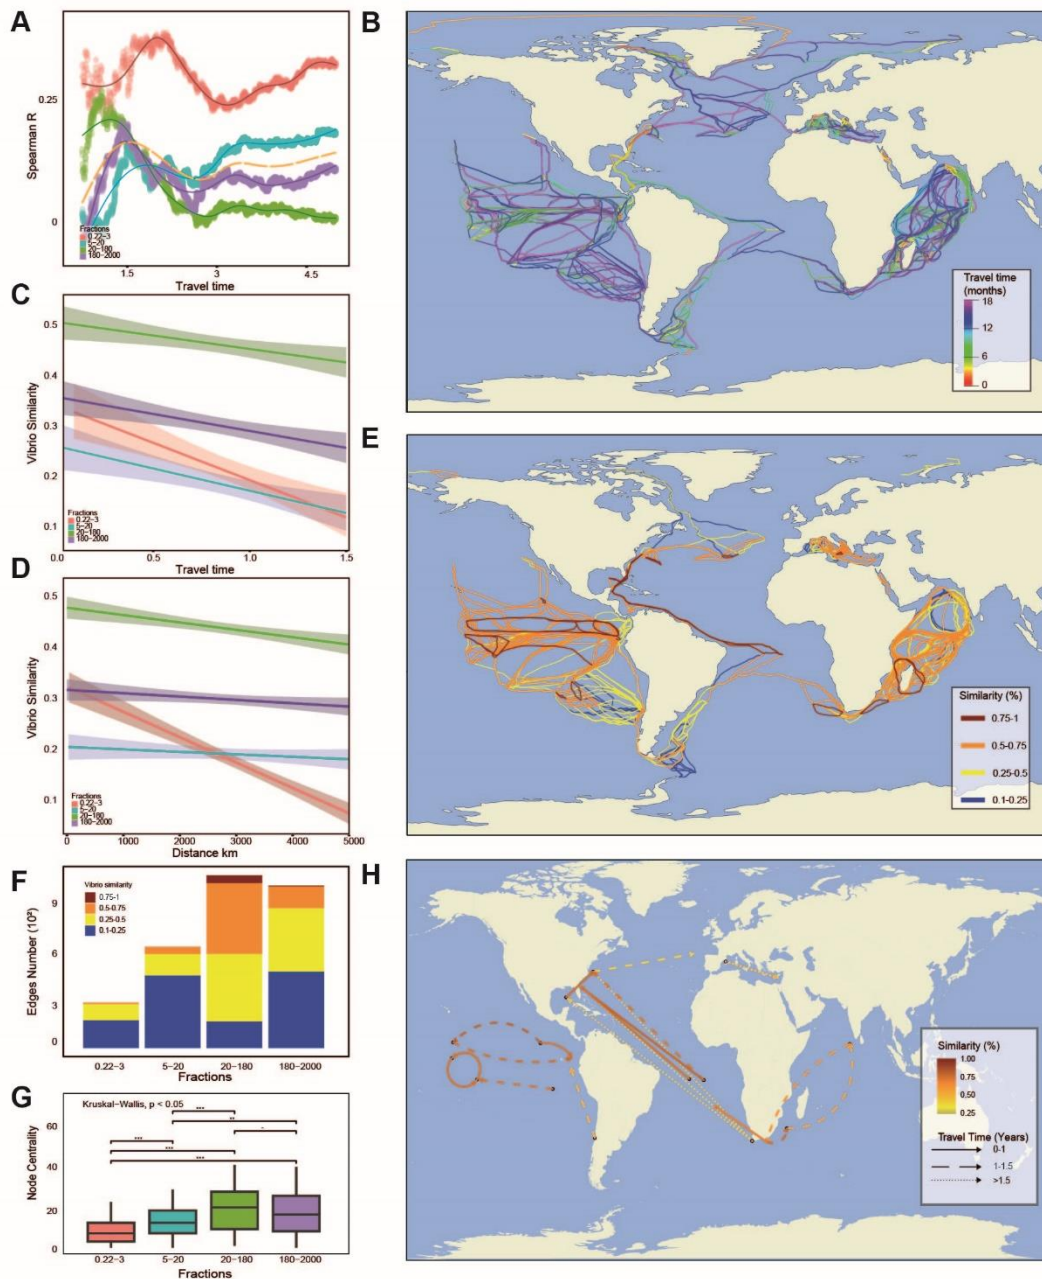 A
Spearman R
0.25
0
Fractions
0.22-3
5-20
20-180
180-2000
1.5
3
4.5
Travel time
B
Travel time
(months)
18
12
6
0
C
Vibrio Similarity
0.5
0.4
0.3
0.2
0.1
Fractions
0.22-3
5-20
20-180
180-2000
0.0
0.5
1.0
1.5
Travel time
D
Vibrio Similarity
0.5
0.4
0.3
0.2
0.1
Fractions
0.22-3
5-20
20-180
180-2000
0
1000
2000
3000
4000
5000
Distance km
E
Similarity (%)
0.75-1
0.5-0.75
0.25-0.5
0.1-0.25
F
Edges Number (10²)
9
6
3
0
Vibrio similarity
0.75-1
0.5-0.75
0.25-0.5
0.1-0.25
0.22-3
5-20
20-180
180-2000
Fractions
G
Kruskal-Wallis, p < 0.05
Node Centrality
60
40
20
0
***
**
***
***
***
0.22-3
5-20
20-180
180-2000
Fractions
H
Similarity (%)
1.00
0.75
0.50
0.25
Travel Time (Years)
0-1
1-1.5
>1.5